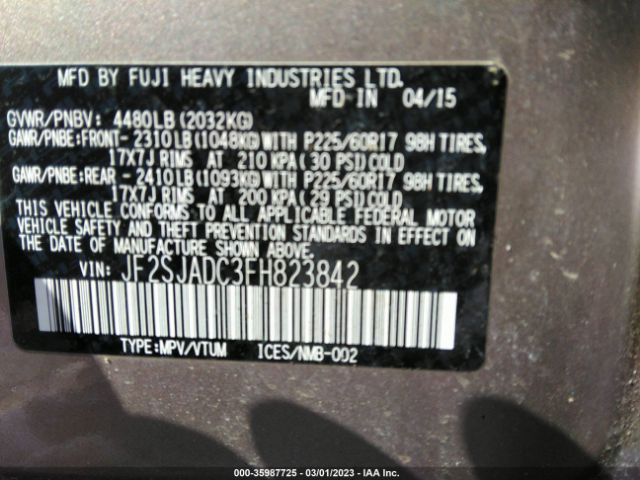 MFD BY FUJI HEAVY INDUSTRIES LTD.
MFD IN 04/15
GVWR/PNBV: 4480LB (2032KG)
GAWR/PNBE:FRONT- 2310 LB(1048KG)WITH P225/60R17 98H TIRES,
17X7J RIMS AT 210 KPA(30 PSI)COLD
GAWR/PNBE:REAR - 2410 LB(1093KG)WITH P225/60R17 98H TIRES,
17X7J RIMS AT 200 KPA(29 PSI)COLD
THIS VEHICLE CONFORMS TO ALL APPLICABLE FEDERAL MOTOR
VEHICLE SAFETY AND THEFT PREVENTION STANDARDS IN EFFECT ON
THE DATE OF MANUFACTURE SHOWN ABOVE.
VIN: JF2SJADC3FH823842
TYPE:MPV/VTUM ICES/NMB-002
000-35987725 - 03/01/2023 - IAA Inc.